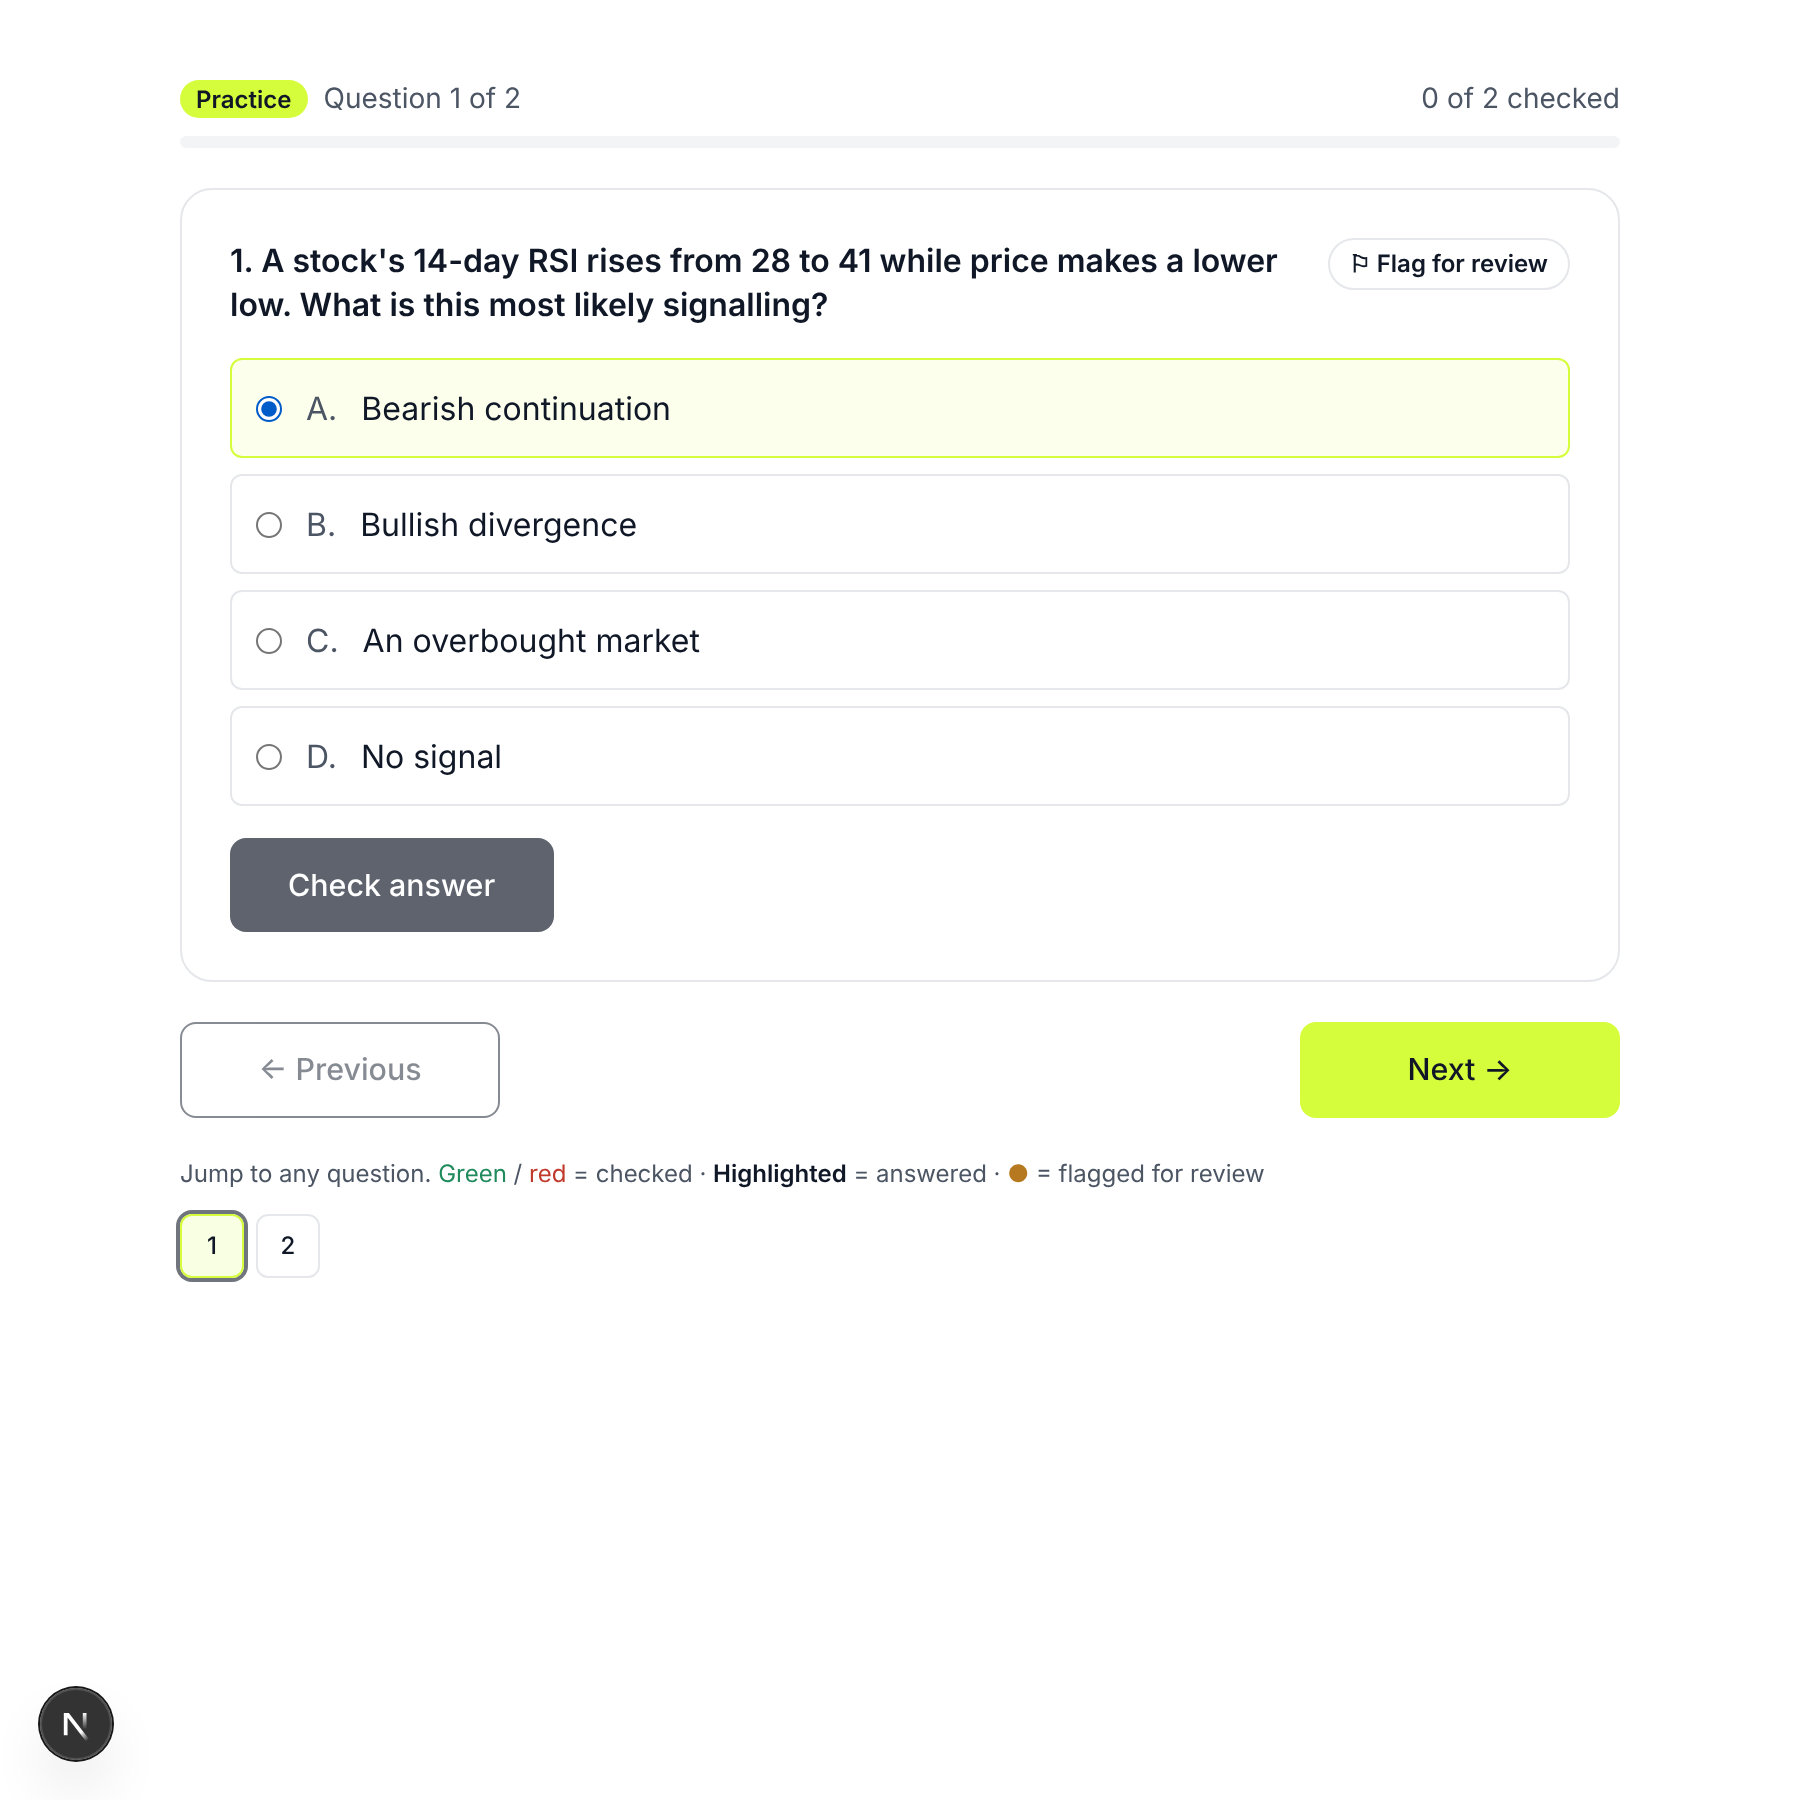 Practice Question 1 of 2 0 of 2 checked
1. A stock's 14-day RSI rises from 28 to 41 while price makes a lower
low. What is this most likely signalling?
⚐ Flag for review
A. Bearish continuation
B. Bullish divergence
C. An overbought market
D. No signal
Check answer
← Previous
Next →
Jump to any question. Green / red = checked · Highlighted = answered · ● = flagged for review
1 2
N